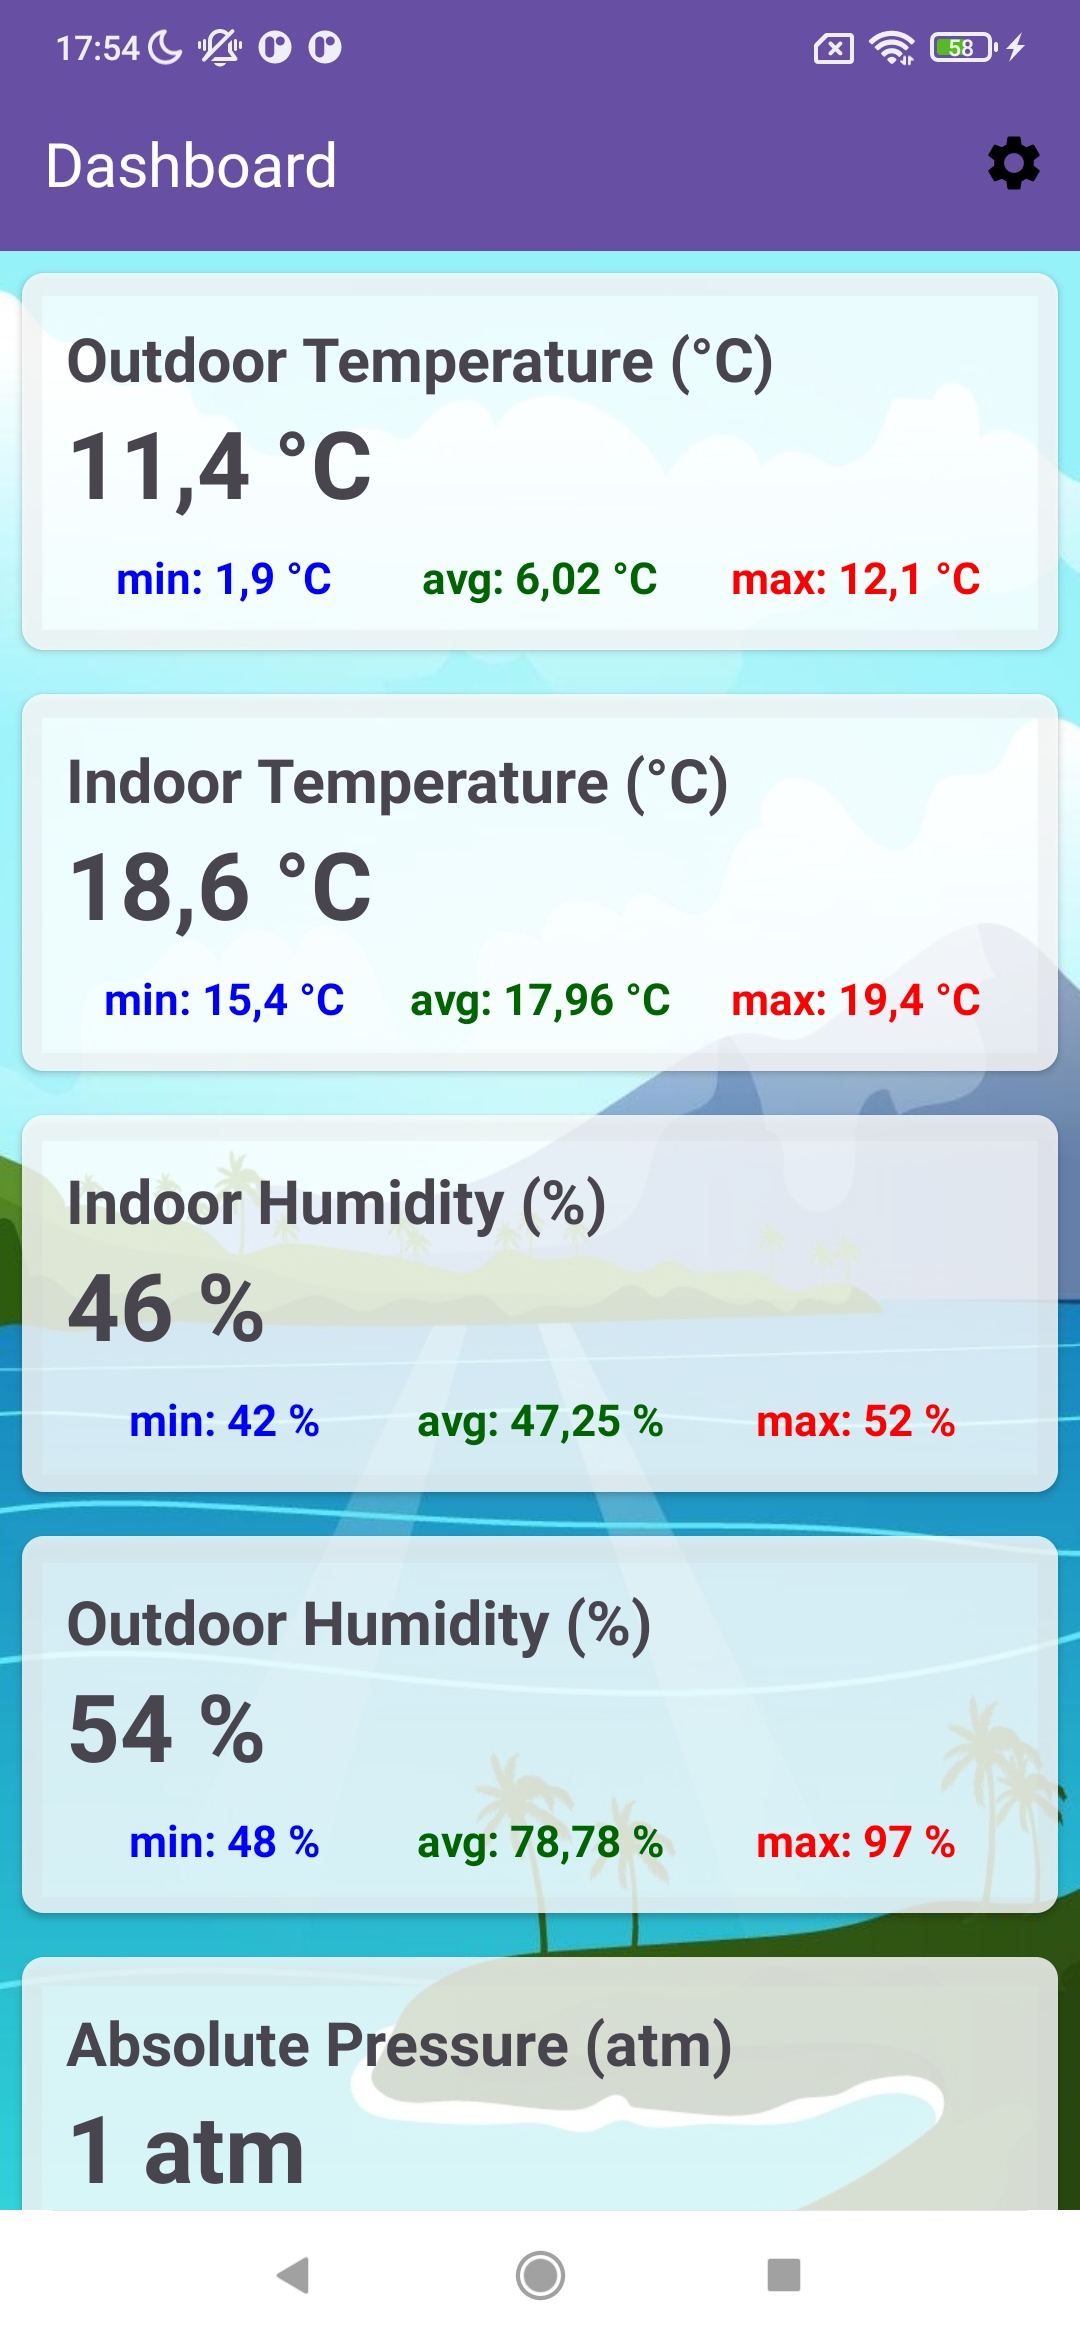 17:54
58
Dashboard
Outdoor Temperature (°C)
11,4 °C
min: 1,9 °C avg: 6,02 °C max: 12,1 °C
Indoor Temperature (°C)
18,6 °C
min: 15,4 °C avg: 17,96 °C max: 19,4 °C
Indoor Humidity (%)
46 %
min: 42 % avg: 47,25 % max: 52 %
Outdoor Humidity (%)
54 %
min: 48 % avg: 78,78 % max: 97 %
Absolute Pressure (atm)
1 atm